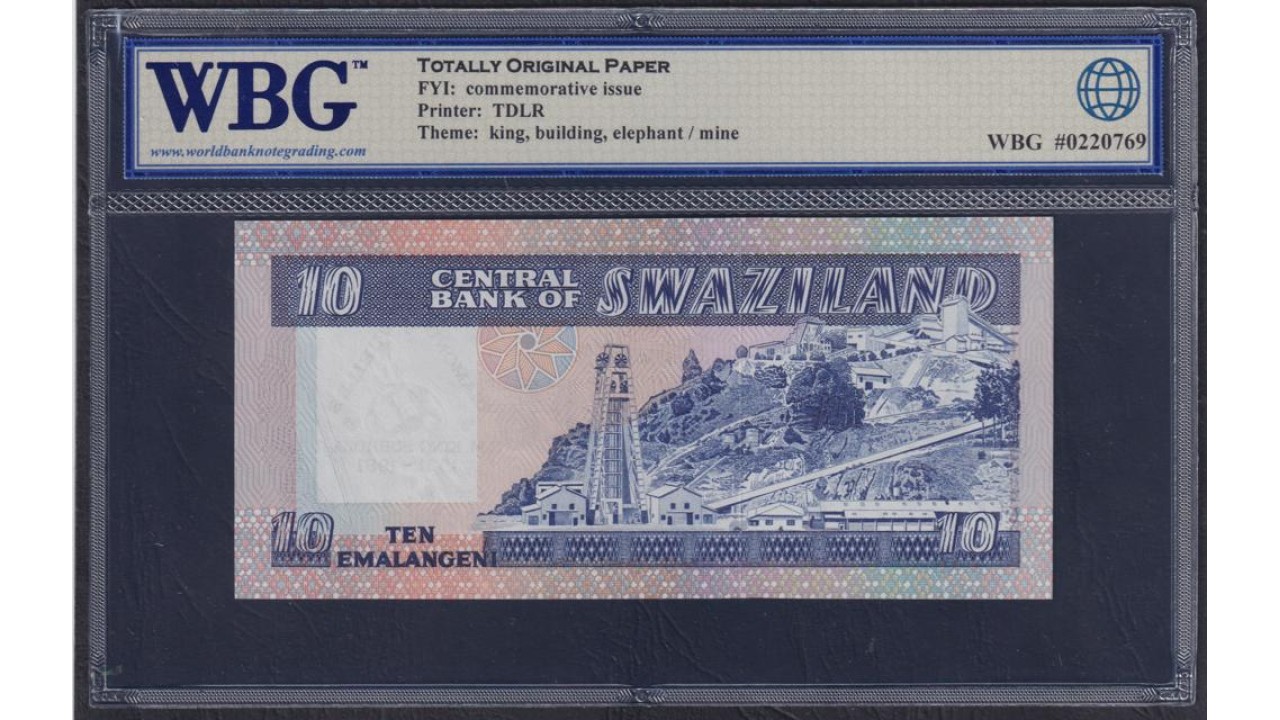 WBG™
www.worldbanknotegrading.com
TOTALLY ORIGINAL PAPER
FYI: commemorative issue
Printer: TDLR
Theme: king, building, elephant / mine
WBG #0220769
10 CENTRAL BANK OF SWAZILAND
10
TEN
EMALANGENI
10